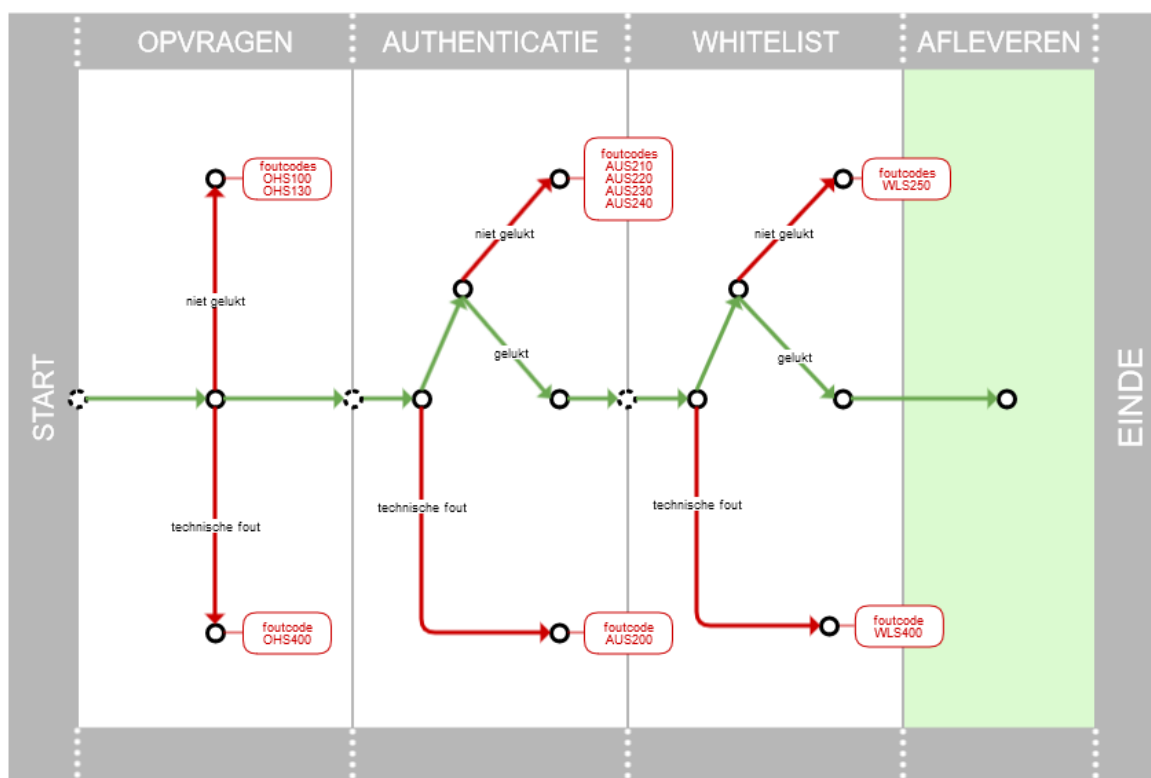 OPVRAGEN
AUTHENTICATIE
WHITELIST
AFLEVEREN
START
foutcodes
OHS100
OHS130
niet gelukt
technische fout
foutcode
OHS400
foutcodes
AUS210
AUS220
AUS230
AUS240
niet gelukt
gelukt
technische fout
foutcode
AUS200
foutcodes
WLS250
niet gelukt
gelukt
technische fout
foutcode
WLS400
EINDE